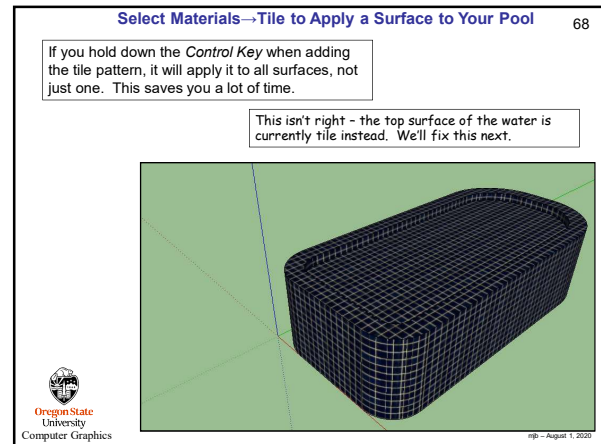 Select Materials→Tile to Apply a Surface to Your Pool
68
If you hold down the Control Key when adding
the tile pattern, it will apply it to all surfaces, not
just one.  This saves you a lot of time.
This isn't right – the top surface of the water is
currently tile instead.  We'll fix this next.
Oregon State
University
Computer Graphics
mjb – August 1, 2020